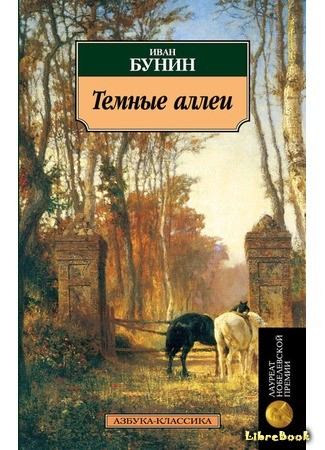 ИВАН
БУНИН
Темные аллеи
ЛАУРЕАТ
НОБЕЛЕВСКОЙ
ПРЕМИИ
АЗБУКА-КЛАССИКА
LibreBook